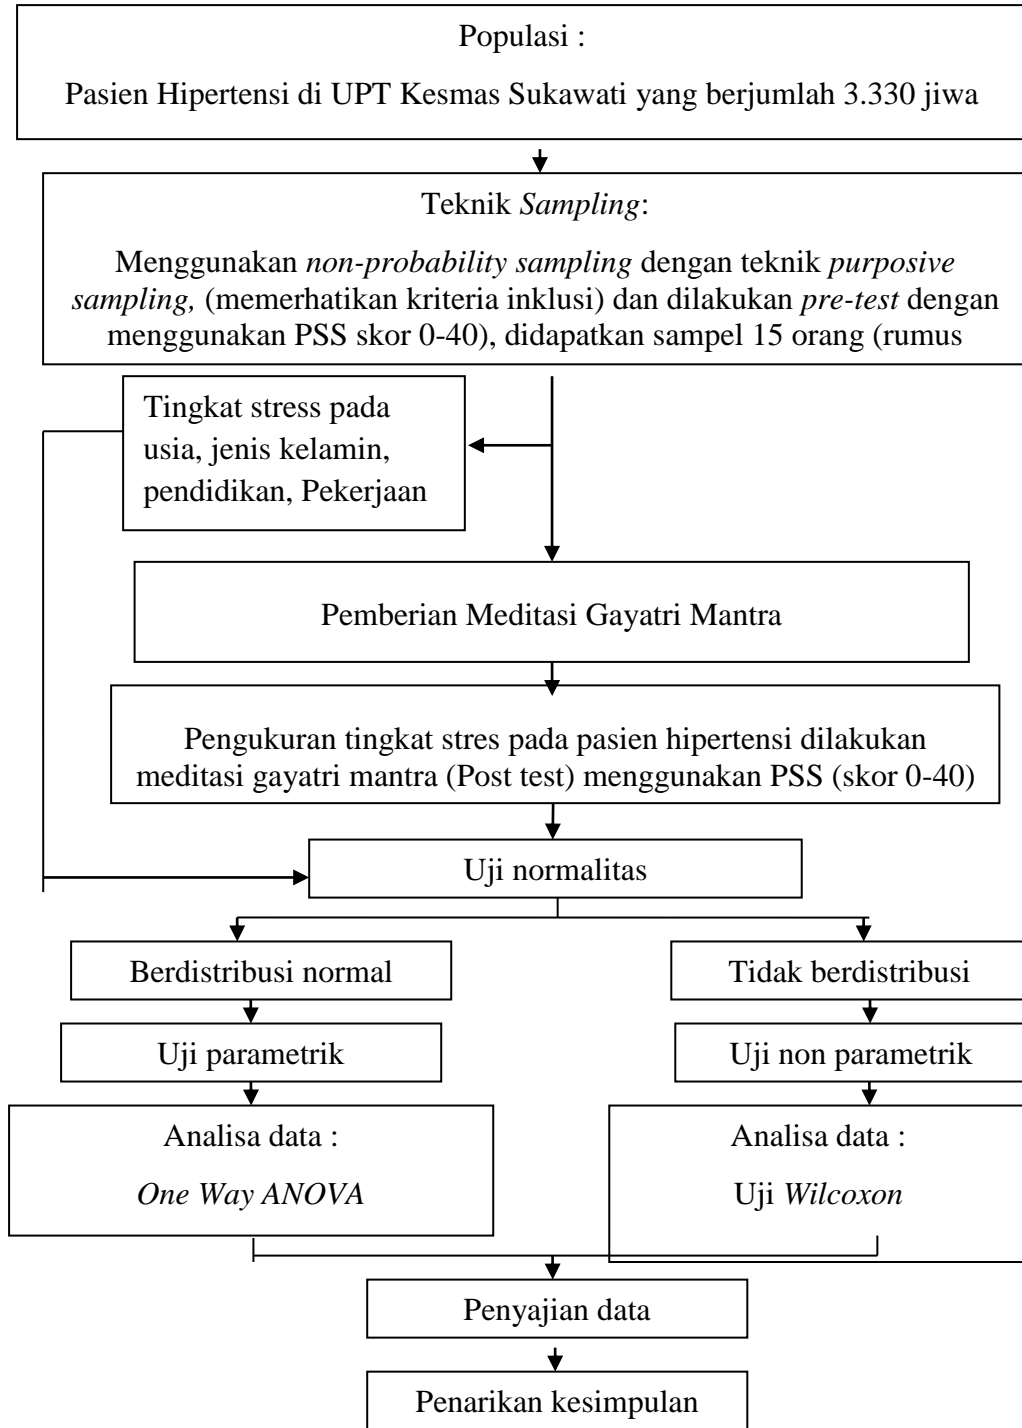 Populasi :
Pasien Hipertensi di UPT Kesmas Sukawati yang berjumlah 3.330 jiwa
Teknik Sampling:
Menggunakan non-probability sampling dengan teknik purposive
sampling, (memerhatikan kriteria inklusi) dan dilakukan pre-test dengan
menggunakan PSS skor 0-40), didapatkan sampel 15 orang (rumus
Tingkat stress pada
usia, jenis kelamin,
pendidikan, Pekerjaan
Pemberian Meditasi Gayatri Mantra
Pengukuran tingkat stres pada pasien hipertensi dilakukan
meditasi gayatri mantra (Post test) menggunakan PSS (skor 0-40)
Uji normalitas
Berdistribusi normal
Tidak berdistribusi
Uji parametrik
Uji non parametrik
Analisa data :
One Way ANOVA
Analisa data :
Uji Wilcoxon
Penyajian data
Penarikan kesimpulan